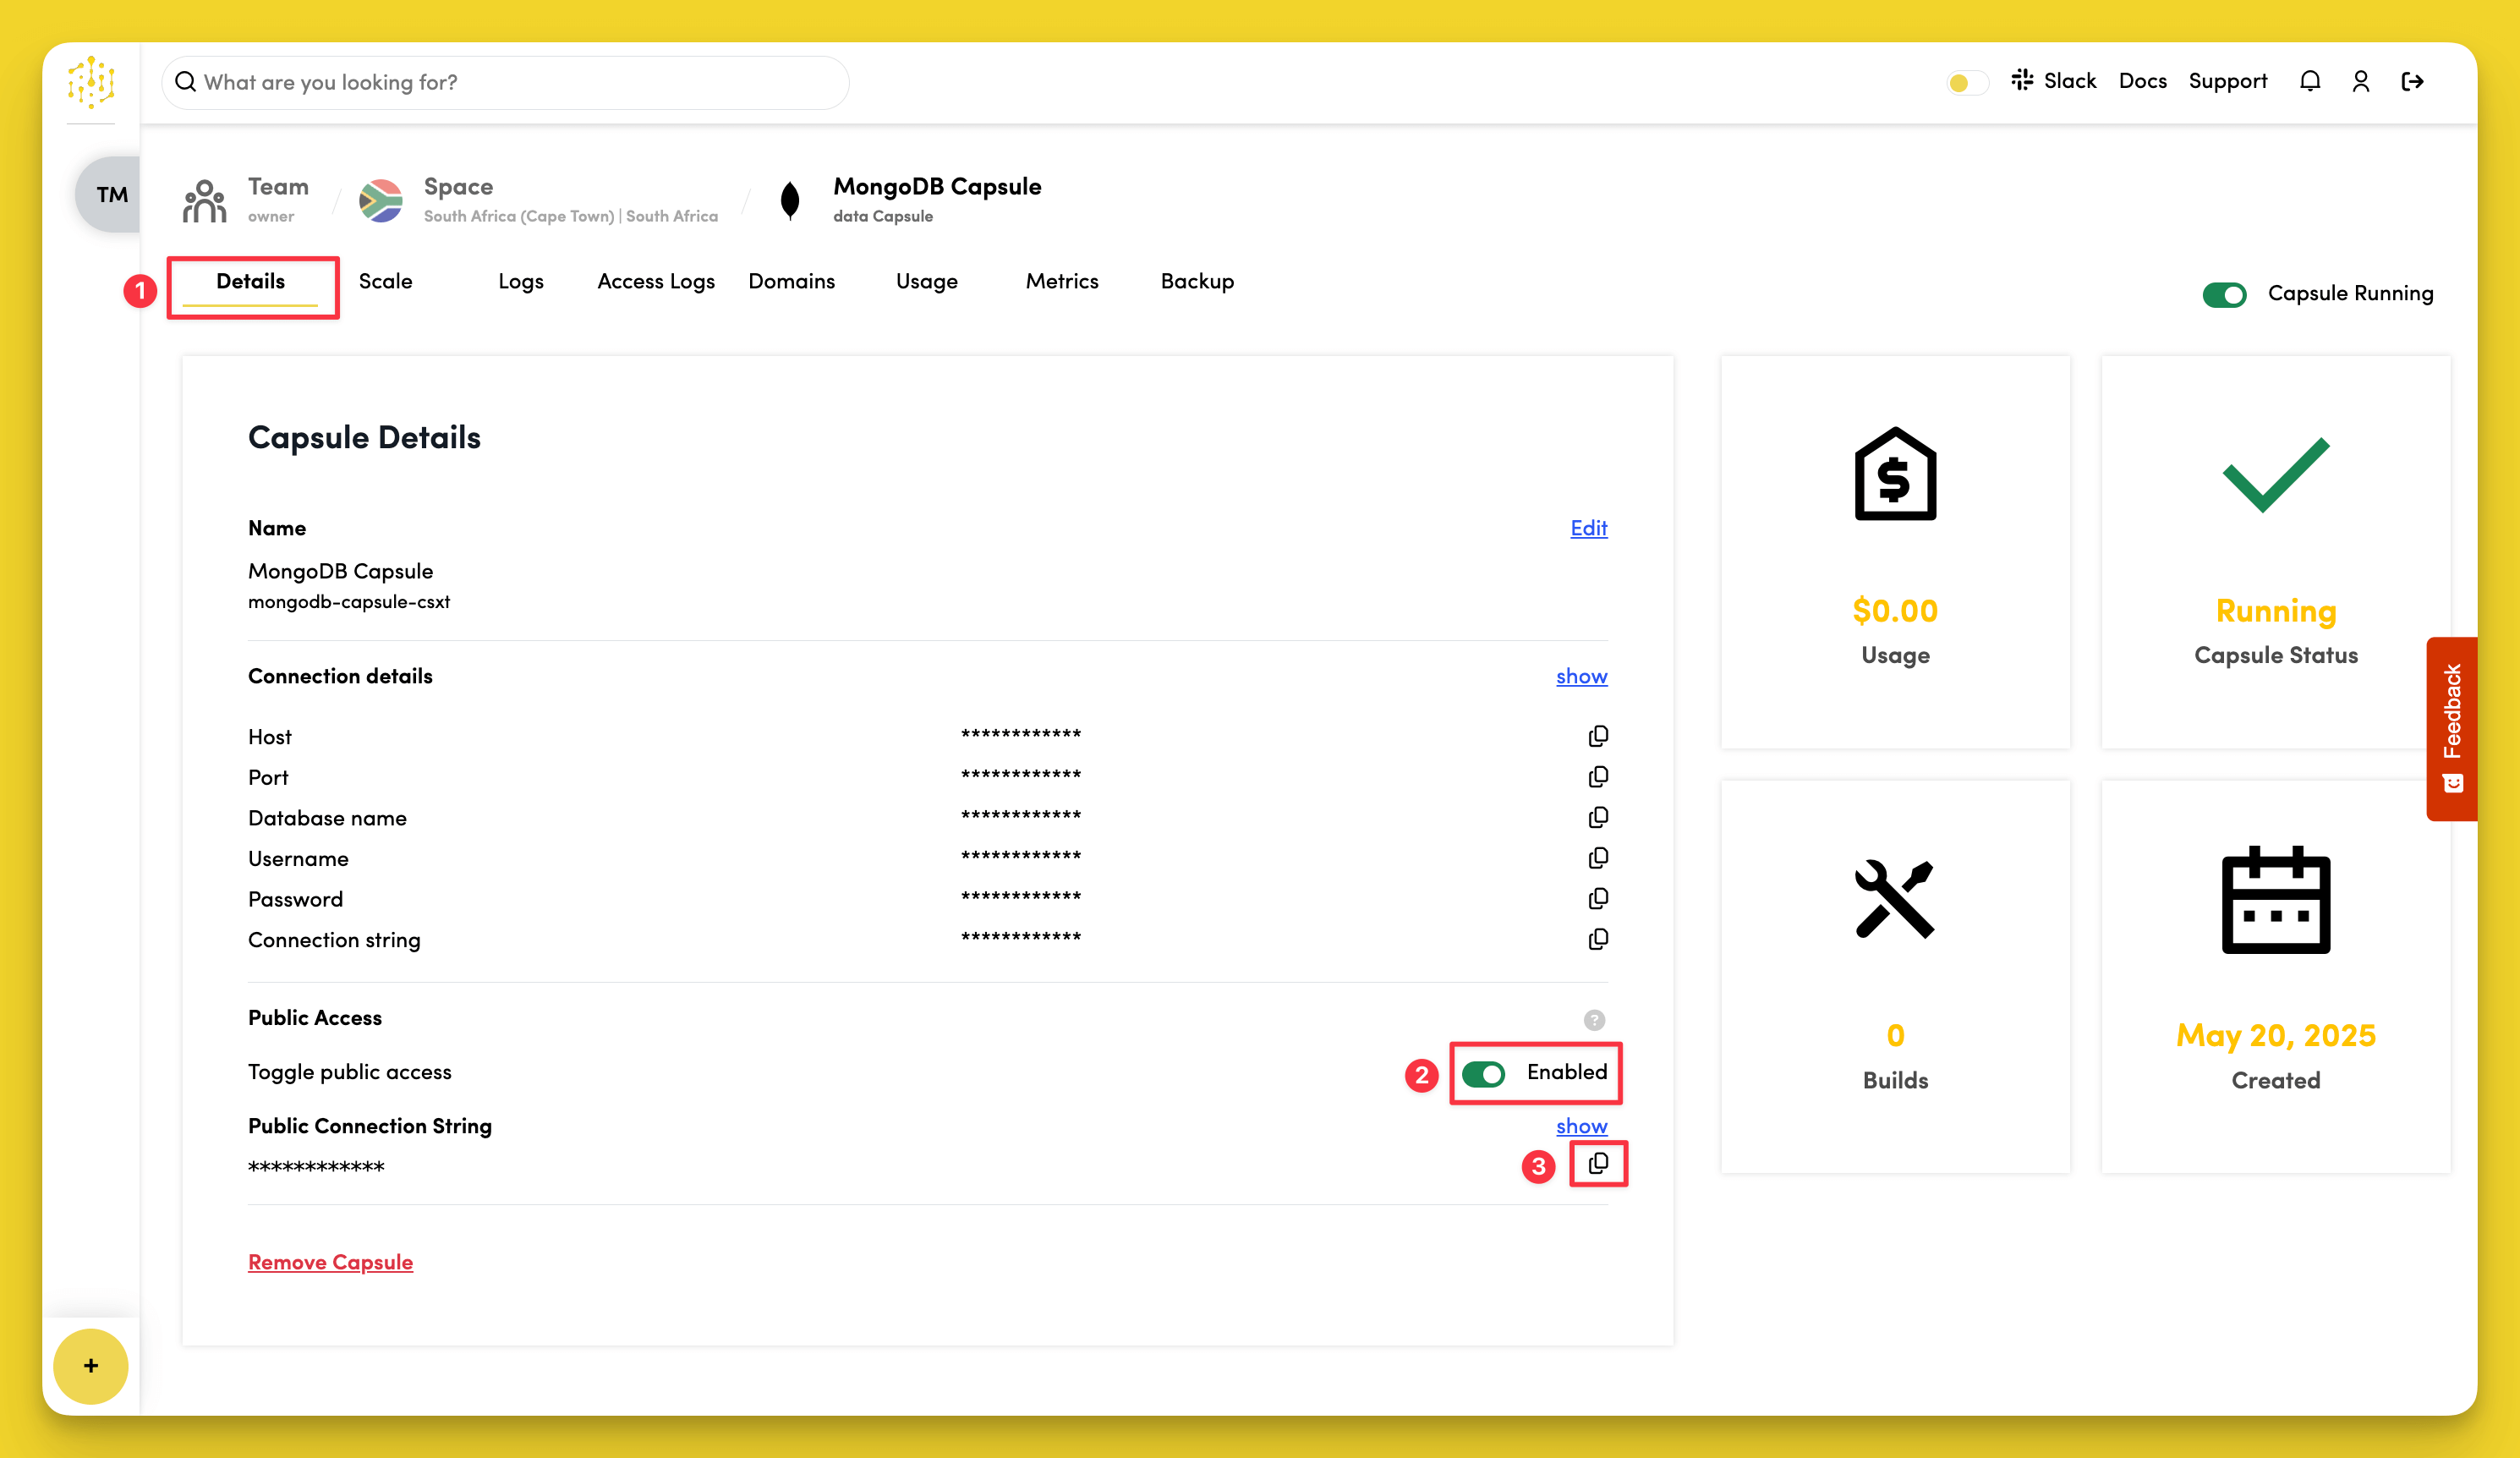 What are you looking for?
Slack
Docs
Support
TM
Team
owner
/
Space
South Africa (Cape Town) | South Africa
/
MongoDB Capsule
data Capsule
1
Details
Scale
Logs
Access Logs
Domains
Usage
Metrics
Backup
Capsule Running
Capsule Details
Name
Edit
MongoDB Capsule
mongodb-capsule-csxt
Connection details
show
Host ************
Port ************
Database name ************
Username ************
Password ************
Connection string ************
Public Access
?
Toggle public access
2
Enabled
Public Connection String
show
************
3
Remove Capsule
$
$0.00
Usage
Running
Capsule Status
0
Builds
May 20, 2025
Created
Feedback
+